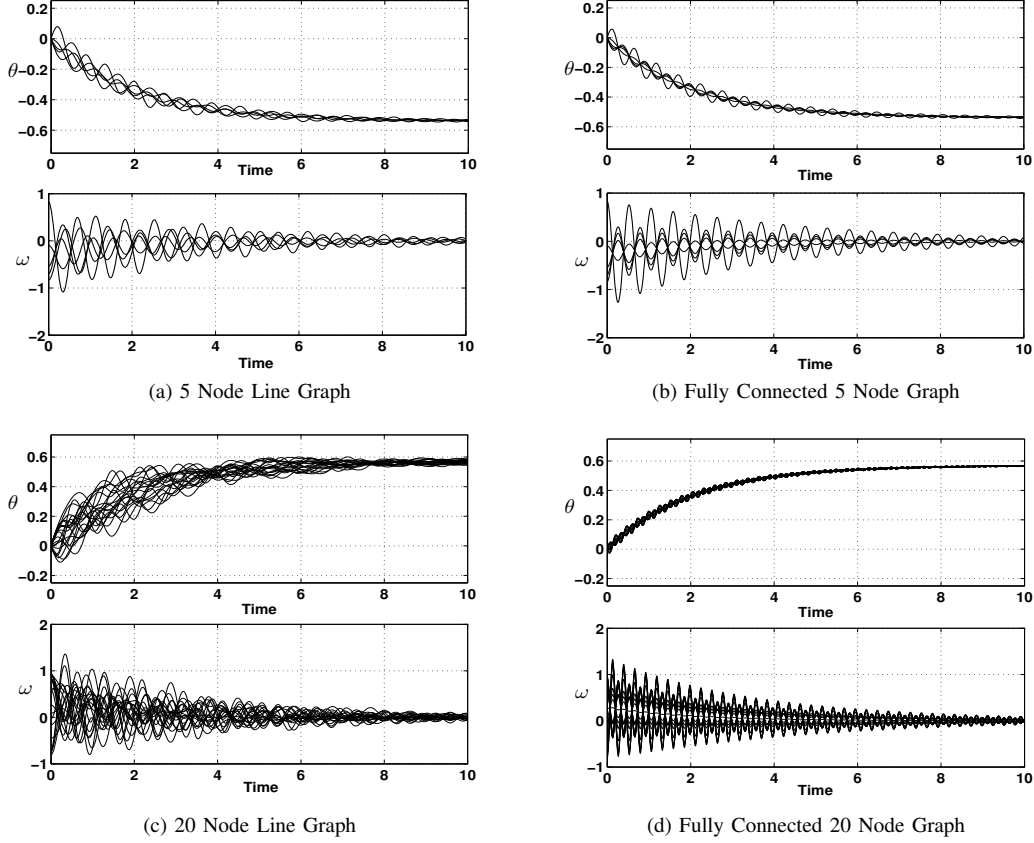 0.2
0
θ −0.2
−0.4
−0.6
0 2 4 6 8 10
Time
1
0
ω
−1
−2
0 2 4 6 8 10
Time
(a) 5 Node Line Graph
0.2
0
θ −0.2
−0.4
−0.6
0 2 4 6 8 10
Time
1
0
ω
−1
−2
0 2 4 6 8 10
Time
(b) Fully Connected 5 Node Graph
0.6
0.4
θ
0.2
0
−0.2
0 2 4 6 8 10
Time
2
1
ω
0
−1
0 2 4 6 8 10
Time
(c) 20 Node Line Graph
0.6
0.4
θ
0.2
0
−0.2
0 2 4 6 8 10
Time
2
1
ω
0
−1
0 2 4 6 8 10
Time
(d) Fully Connected 20 Node Graph